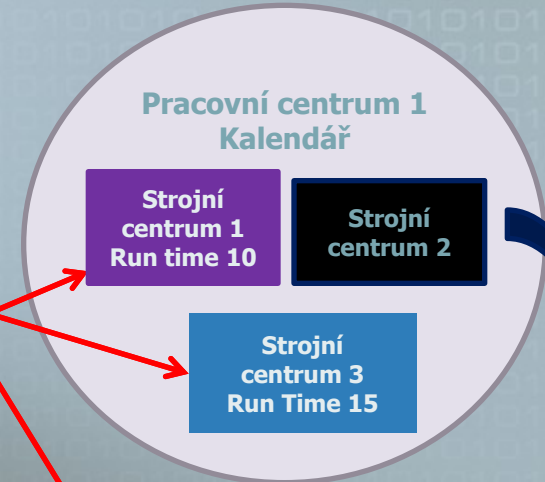 Pracovní centrum 1
Kalendář
Strojní
centrum 1
Run time 10
Strojní
centrum 2
Strojní
centrum 3
Run Time 15